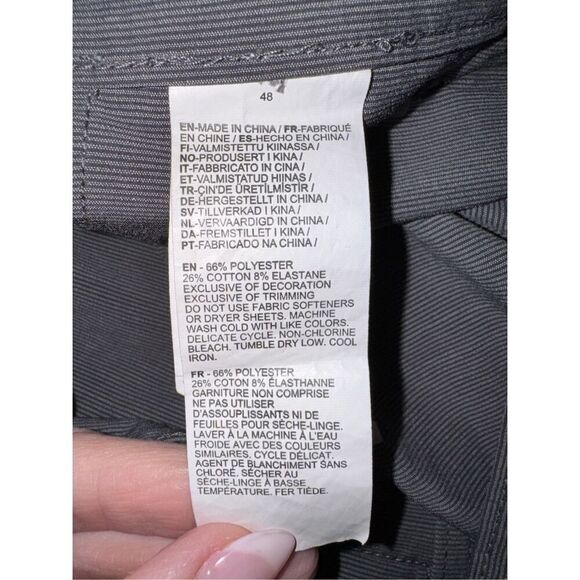 48
EN-MADE IN CHINA / FR-FABRIQUÉ
EN CHINE / ES-HECHO EN CHINA /
FI-VALMISTETTU KIINASSA /
NO-PRODUSERT I KINA /
IT-FABBRICATO IN CINA /
ET-VALMISTATUD HIINAS /
TR-ÇIN'DE ÜRETİLMİSTİR /
DE-HERGESTELLT IN CHINA /
SV-TILLVERKAD I KINA /
NL-VERVAARDIGD IN CHINA /
DA-FREMSTILLET I KINA /
PT-FABRICADO NA CHINA /
EN - 66% POLYESTER
26% COTTON 8% ELASTANE
EXCLUSIVE OF DECORATION
EXCLUSIVE OF TRIMMING
DO NOT USE FABRIC SOFTENERS
OR DRYER SHEETS. MACHINE
WASH COLD WITH LIKE COLORS.
DELICATE CYCLE. NON-CHLORINE
BLEACH. TUMBLE DRY LOW. COOL
IRON.
FR - 66% POLYESTER
26% COTON 8% ÉLASTHANNE
GARNITURE NON COMPRISE
NE PAS UTILISER
D'ASSOUPLISSANTS NI DE
FEUILLES POUR SÈCHE-LINGE.
LAVER À LA MACHINE À L'EAU
FROIDE AVEC DES COULEURS
SIMILAIRES, CYCLE DÉLICAT.
AGENT DE BLANCHIMENT SANS
CHLORE, SÉCHER AU
SÈCHE-LINGE À BASSE
TEMPÉRATURE. FER TIÈDE.